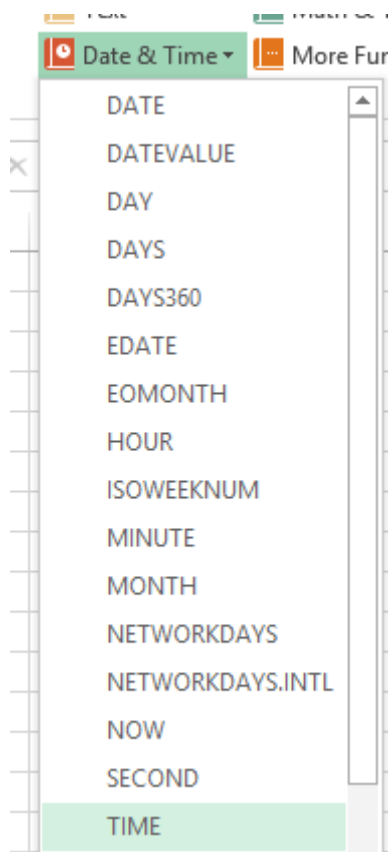 Text
Date & Time
More Fur
DATE
DATEVALUE
DAY
DAYS
DAYS360
EDATE
EOMONTH
HOUR
ISOWEEKNUM
MINUTE
MONTH
NETWORKDAYS
NETWORKDAYS.INTL
NOW
SECOND
TIME